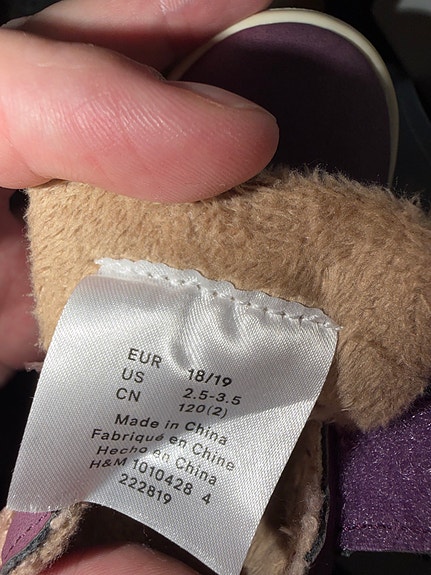 EUR 18/19
US 2.5-3.5
CN 120(2)
Made in China
Fabriqué en Chine
Hecho en China
H&M 1010428 4
222819